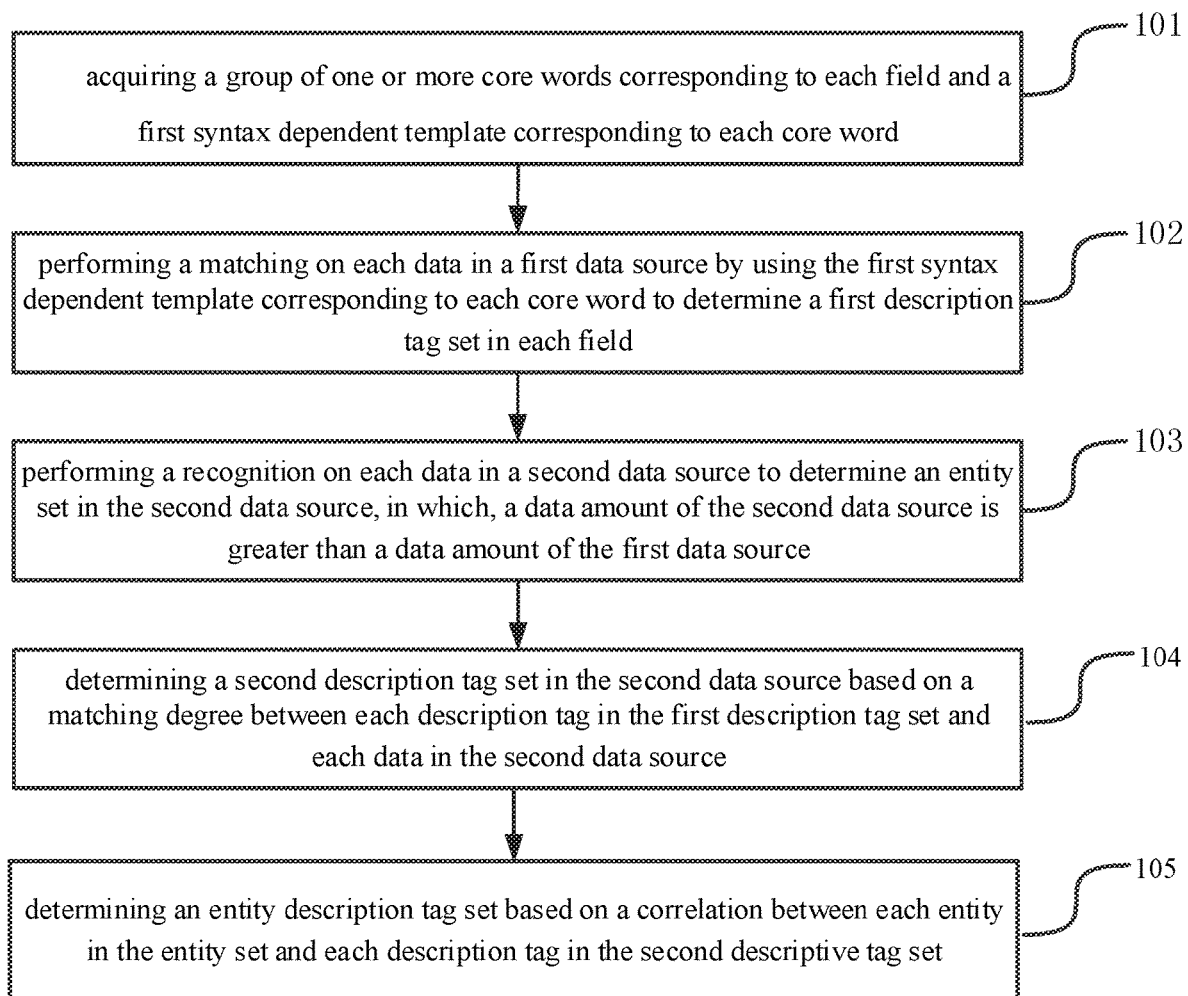 101
acquiring a group of one or more core words corresponding to each field and a
first syntax dependent template corresponding to each core word
102
performing a matching on each data in a first data source by using the first syntax
dependent template corresponding to each core word to determine a first description
tag set in each field
103
performing a recognition on each data in a second data source to determine an entity
set in the second data source, in which, a data amount of the second data source is
greater than a data amount of the first data source
104
determining a second description tag set in the second data source based on a
matching degree between each description tag in the first description tag set and
each data in the second data source
105
determining an entity description tag set based on a correlation between each entity
in the entity set and each description tag in the second descriptive tag set